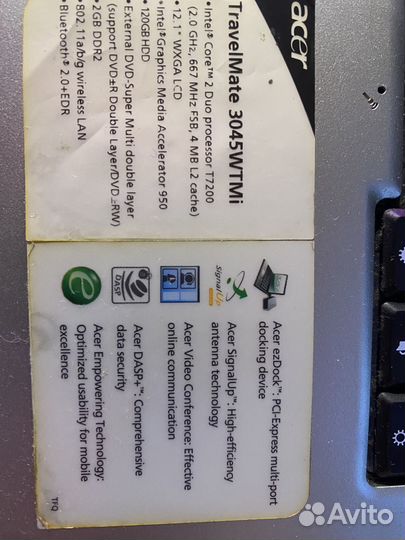 acer
TravelMate 3045WTMi
•Intel® Core™ 2 Duo processor T7200
(2.0 GHz, 667 MHz FSB, 4 MB L2 cache)
•12.1" WXGA LCD
•Intel® Graphics Media Accelerator 950
•120GB HDD
•External DVD-Super Multi double layer
(support DVD±R Double Layer/DVD±RW)
•2GB DDR2
•802.11a/b/g wireless LAN
•Bluetooth® 2.0+EDR
Acer ezDock™: PCI-Express multi-port
docking device
SignalUp
Acer SignalUp™: High-efficiency
antenna technology
Acer Video Conference: Effective
online communication
DASP
Acer DASP+™: Comprehensive
data security
e
Acer Empowering Technology:
Optimized usability for mobile
excellence
TFQ
Avito